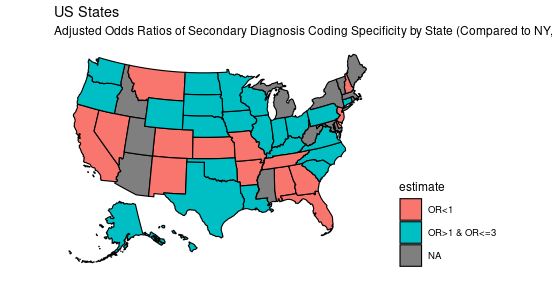 US States
Adjusted Odds Ratios of Secondary Diagnosis Coding Specificity by State (Compared to NY,
estimate
OR<1
OR>1 & OR<=3
NA